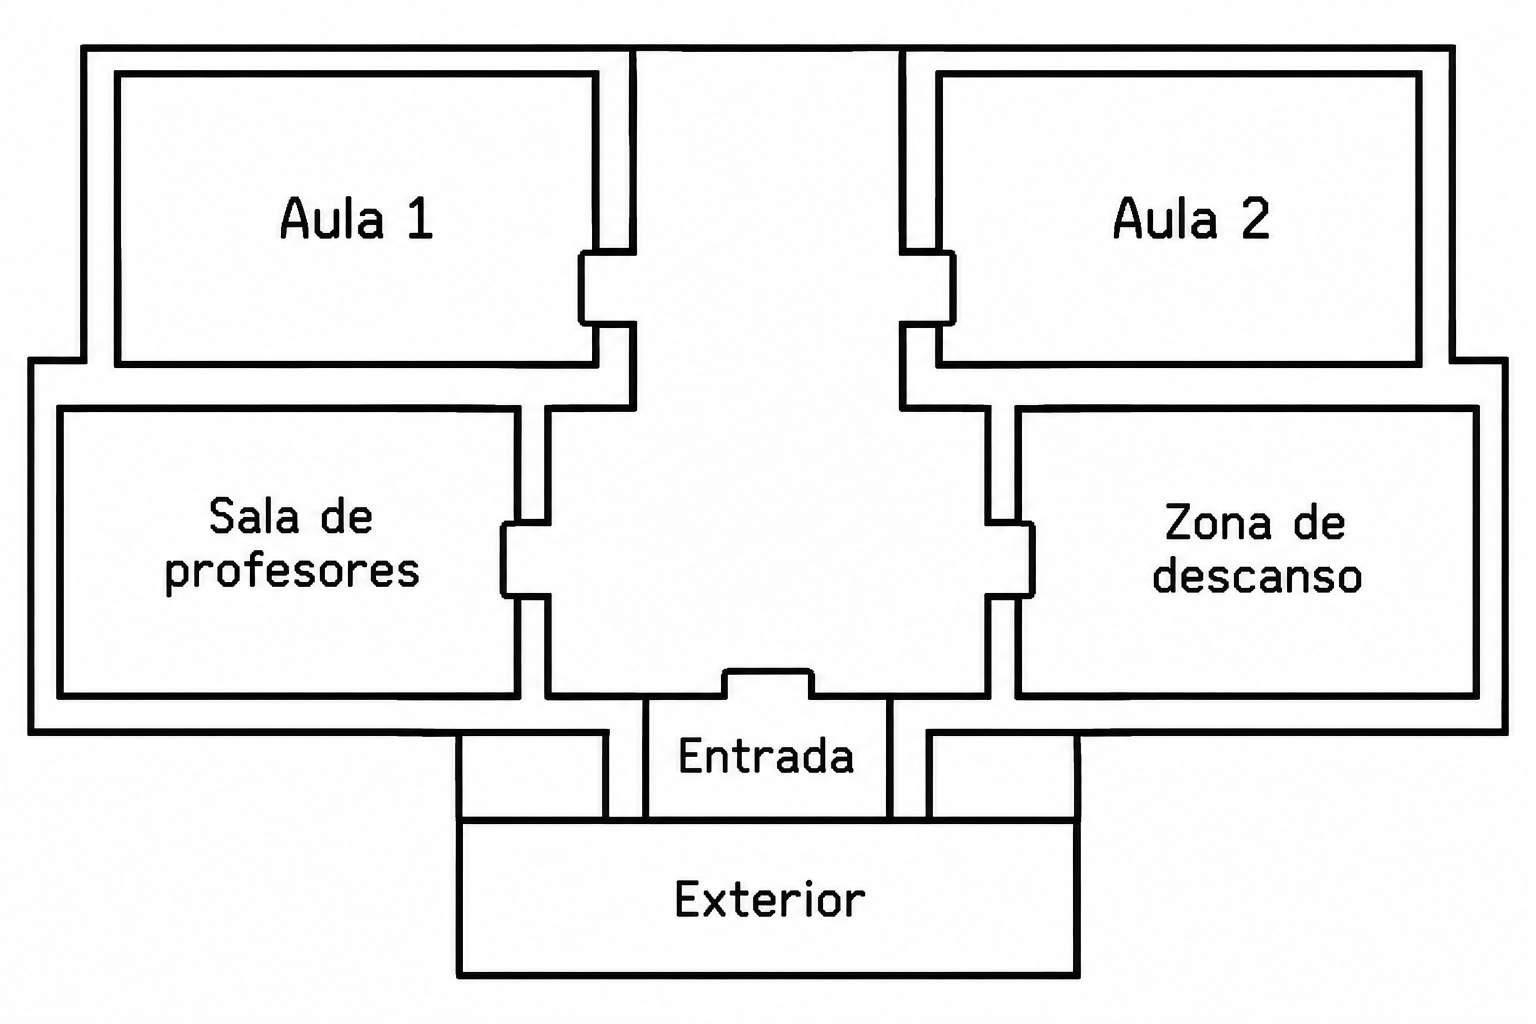 Aula 1
Aula 2
Sala de
profesores
Zona de
descanso
Entrada
Exterior